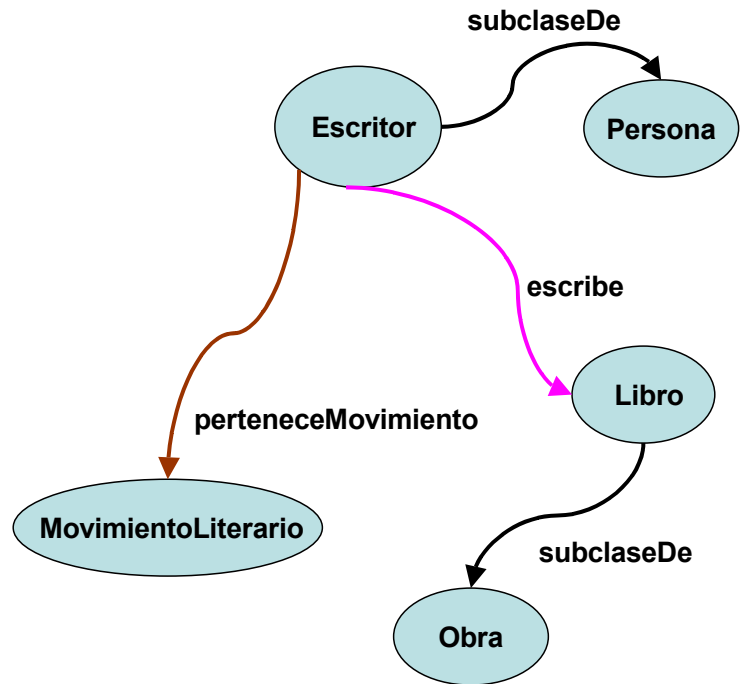 subclaseDe
Escritor
Persona
escribe
Libro
perteneceMovimiento
MovimientoLiterario
subclaseDe
Obra